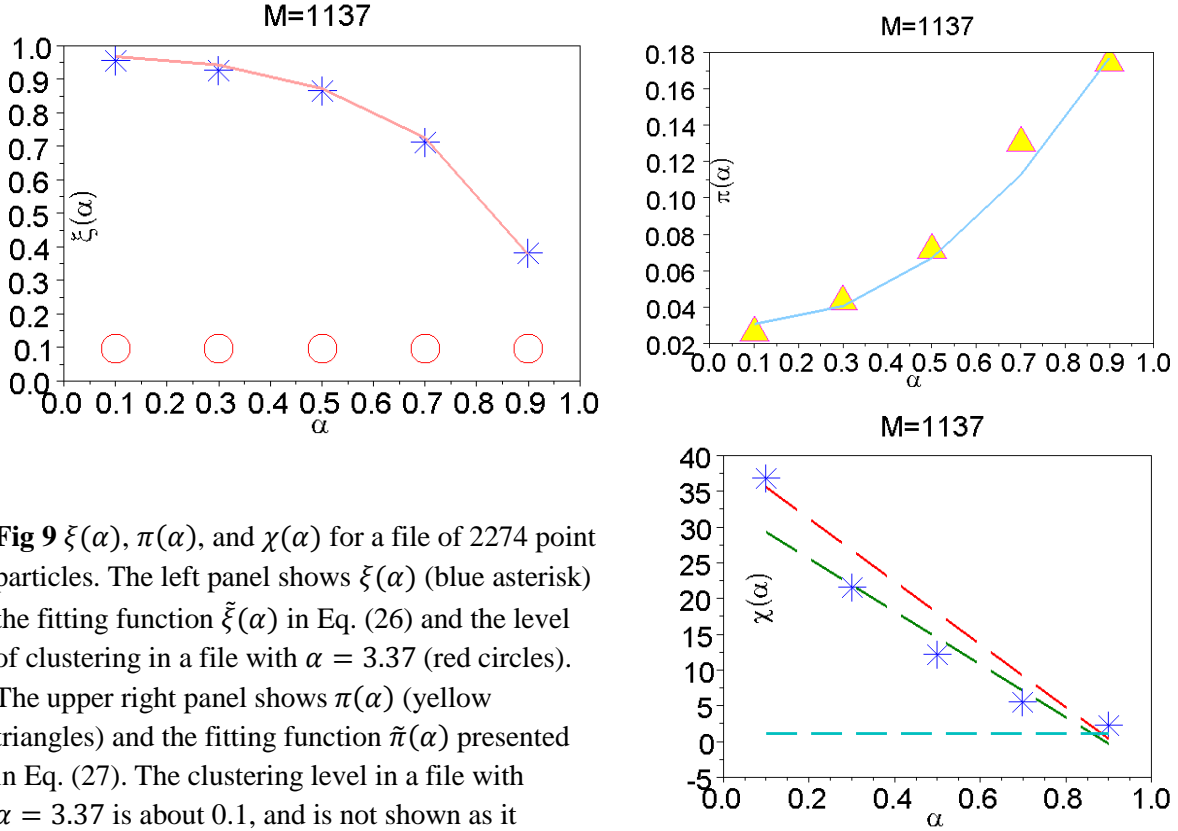 M=1137
1.0
0.9
0.8
0.7
0.6
0.5
0.4
0.3
0.2
0.1
0.0
ξ(α)
0.0 0.1 0.2 0.3 0.4 0.5 0.6 0.7 0.8 0.9 1.0
α
M=1137
0.18
0.16
0.14
0.12
0.10
0.08
0.06
0.04
0.02
π(α)
0.0 0.1 0.2 0.3 0.4 0.5 0.6 0.7 0.8 0.9 1.0
α
M=1137
40
35
30
25
20
15
10
5
0
-5
χ(α)
0.0 0.2 0.4 0.6 0.8 1.0
α
Fig 9 ξ(α), π(α), and χ(α) for a file of 2274 point
particles. The left panel shows ξ(α) (blue asterisk)
the fitting function ξ̃(α) in Eq. (26) and the level
of clustering in a file with α = 3.37 (red circles).
The upper right panel shows π(α) (yellow
triangles) and the fitting function π̃(α) presented
in Eq. (27). The clustering level in a file with
α = 3.37 is about 0.1, and is not shown as it